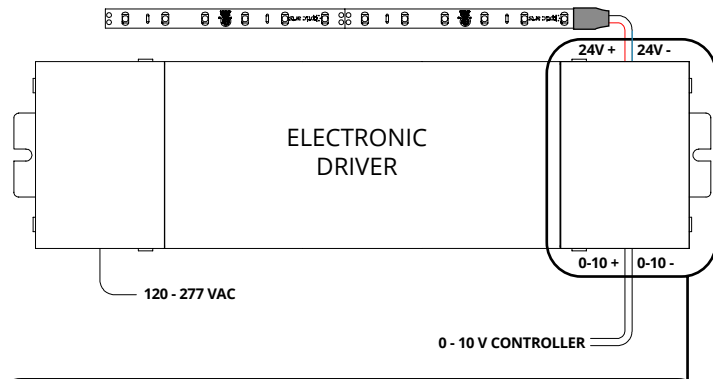 24V + 24V -
ELECTRONIC
DRIVER
0-10 + 0-10 -
120 - 277 VAC
0 - 10 V CONTROLLER